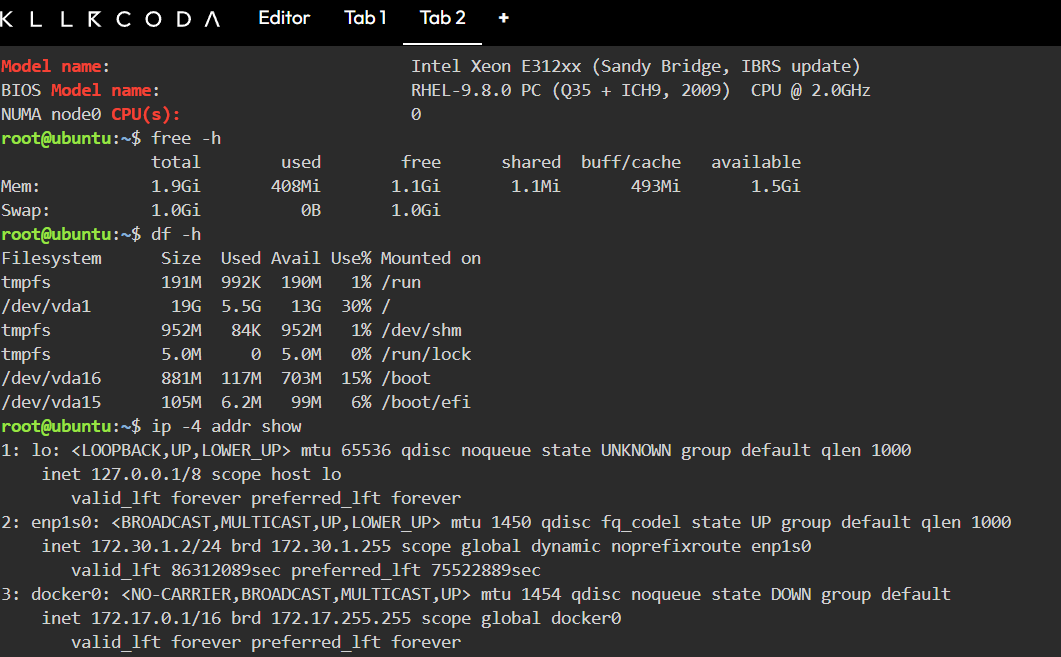 KLLRCODA Editor Tab 1 Tab 2 +
Model name: Intel Xeon E312xx (Sandy Bridge, IBRS update)
BIOS Model name: RHEL-9.8.0 PC (Q35 + ICH9, 2009) CPU @ 2.0GHz
NUMA node0 CPU(s): 0
root@ubuntu:~$ free -h
total used free shared buff/cache available
Mem: 1.9Gi 408Mi 1.1Gi 1.1Mi 493Mi 1.5Gi
Swap: 1.0Gi 0B 1.0Gi
root@ubuntu:~$ df -h
Filesystem Size Used Avail Use% Mounted on
tmpfs 191M 992K 190M 1% /run
/dev/vda1 19G 5.5G 13G 30% /
tmpfs 952M 84K 952M 1% /dev/shm
tmpfs 5.0M 0 5.0M 0% /run/lock
/dev/vda16 881M 117M 703M 15% /boot
/dev/vda15 105M 6.2M 99M 6% /boot/efi
root@ubuntu:~$ ip -4 addr show
1: lo: <LOOPBACK,UP,LOWER_UP> mtu 65536 qdisc noqueue state UNKNOWN group default qlen 1000
inet 127.0.0.1/8 scope host lo
valid_lft forever preferred_lft forever
2: enp1s0: <BROADCAST,MULTICAST,UP,LOWER_UP> mtu 1450 qdisc fq_codel state UP group default qlen 1000
inet 172.30.1.2/24 brd 172.30.1.255 scope global dynamic noprefixroute enp1s0
valid_lft 86312089sec preferred_lft 75522889sec
3: docker0: <NO-CARRIER,BROADCAST,MULTICAST,UP> mtu 1454 qdisc noqueue state DOWN group default
inet 172.17.0.1/16 brd 172.17.255.255 scope global docker0
valid_lft forever preferred_lft forever